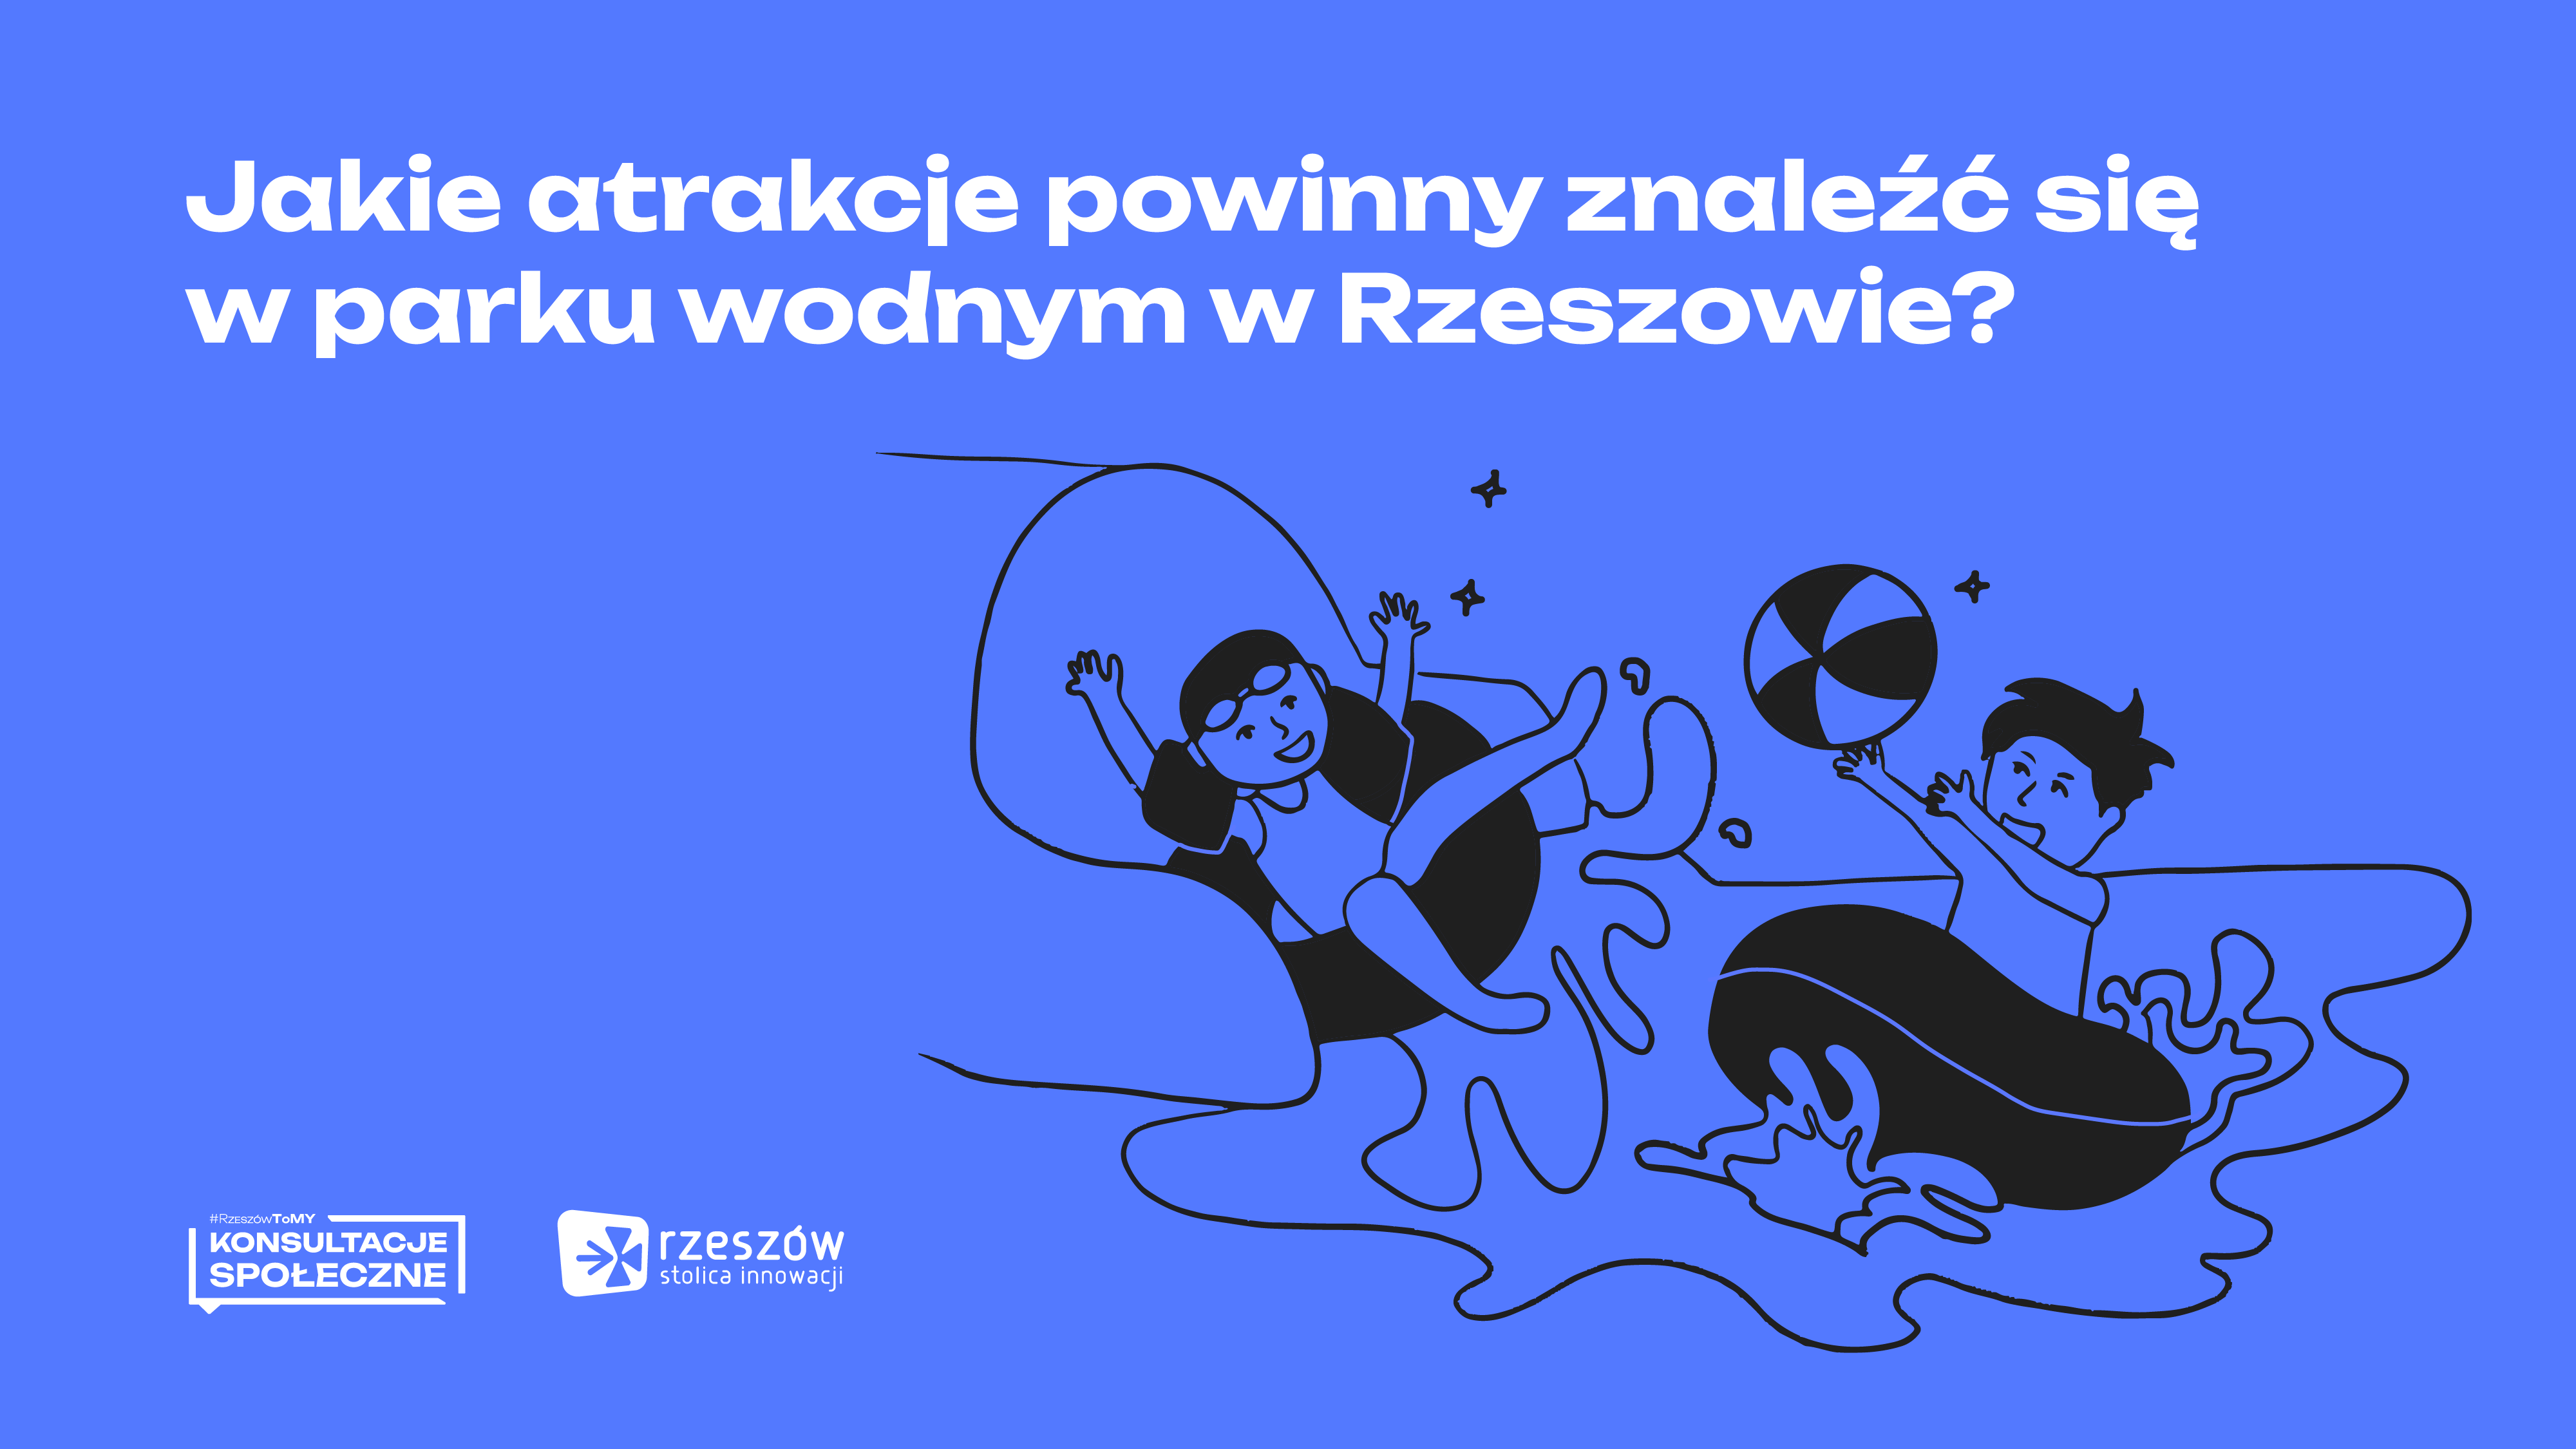 Jakie atrakcje powinny znaleźć się
w parku wodnym w Rzeszowie?
#RzeszówToMY
KONSULTACJE
SPOŁECZNE
rzeszów
stolica innowacji